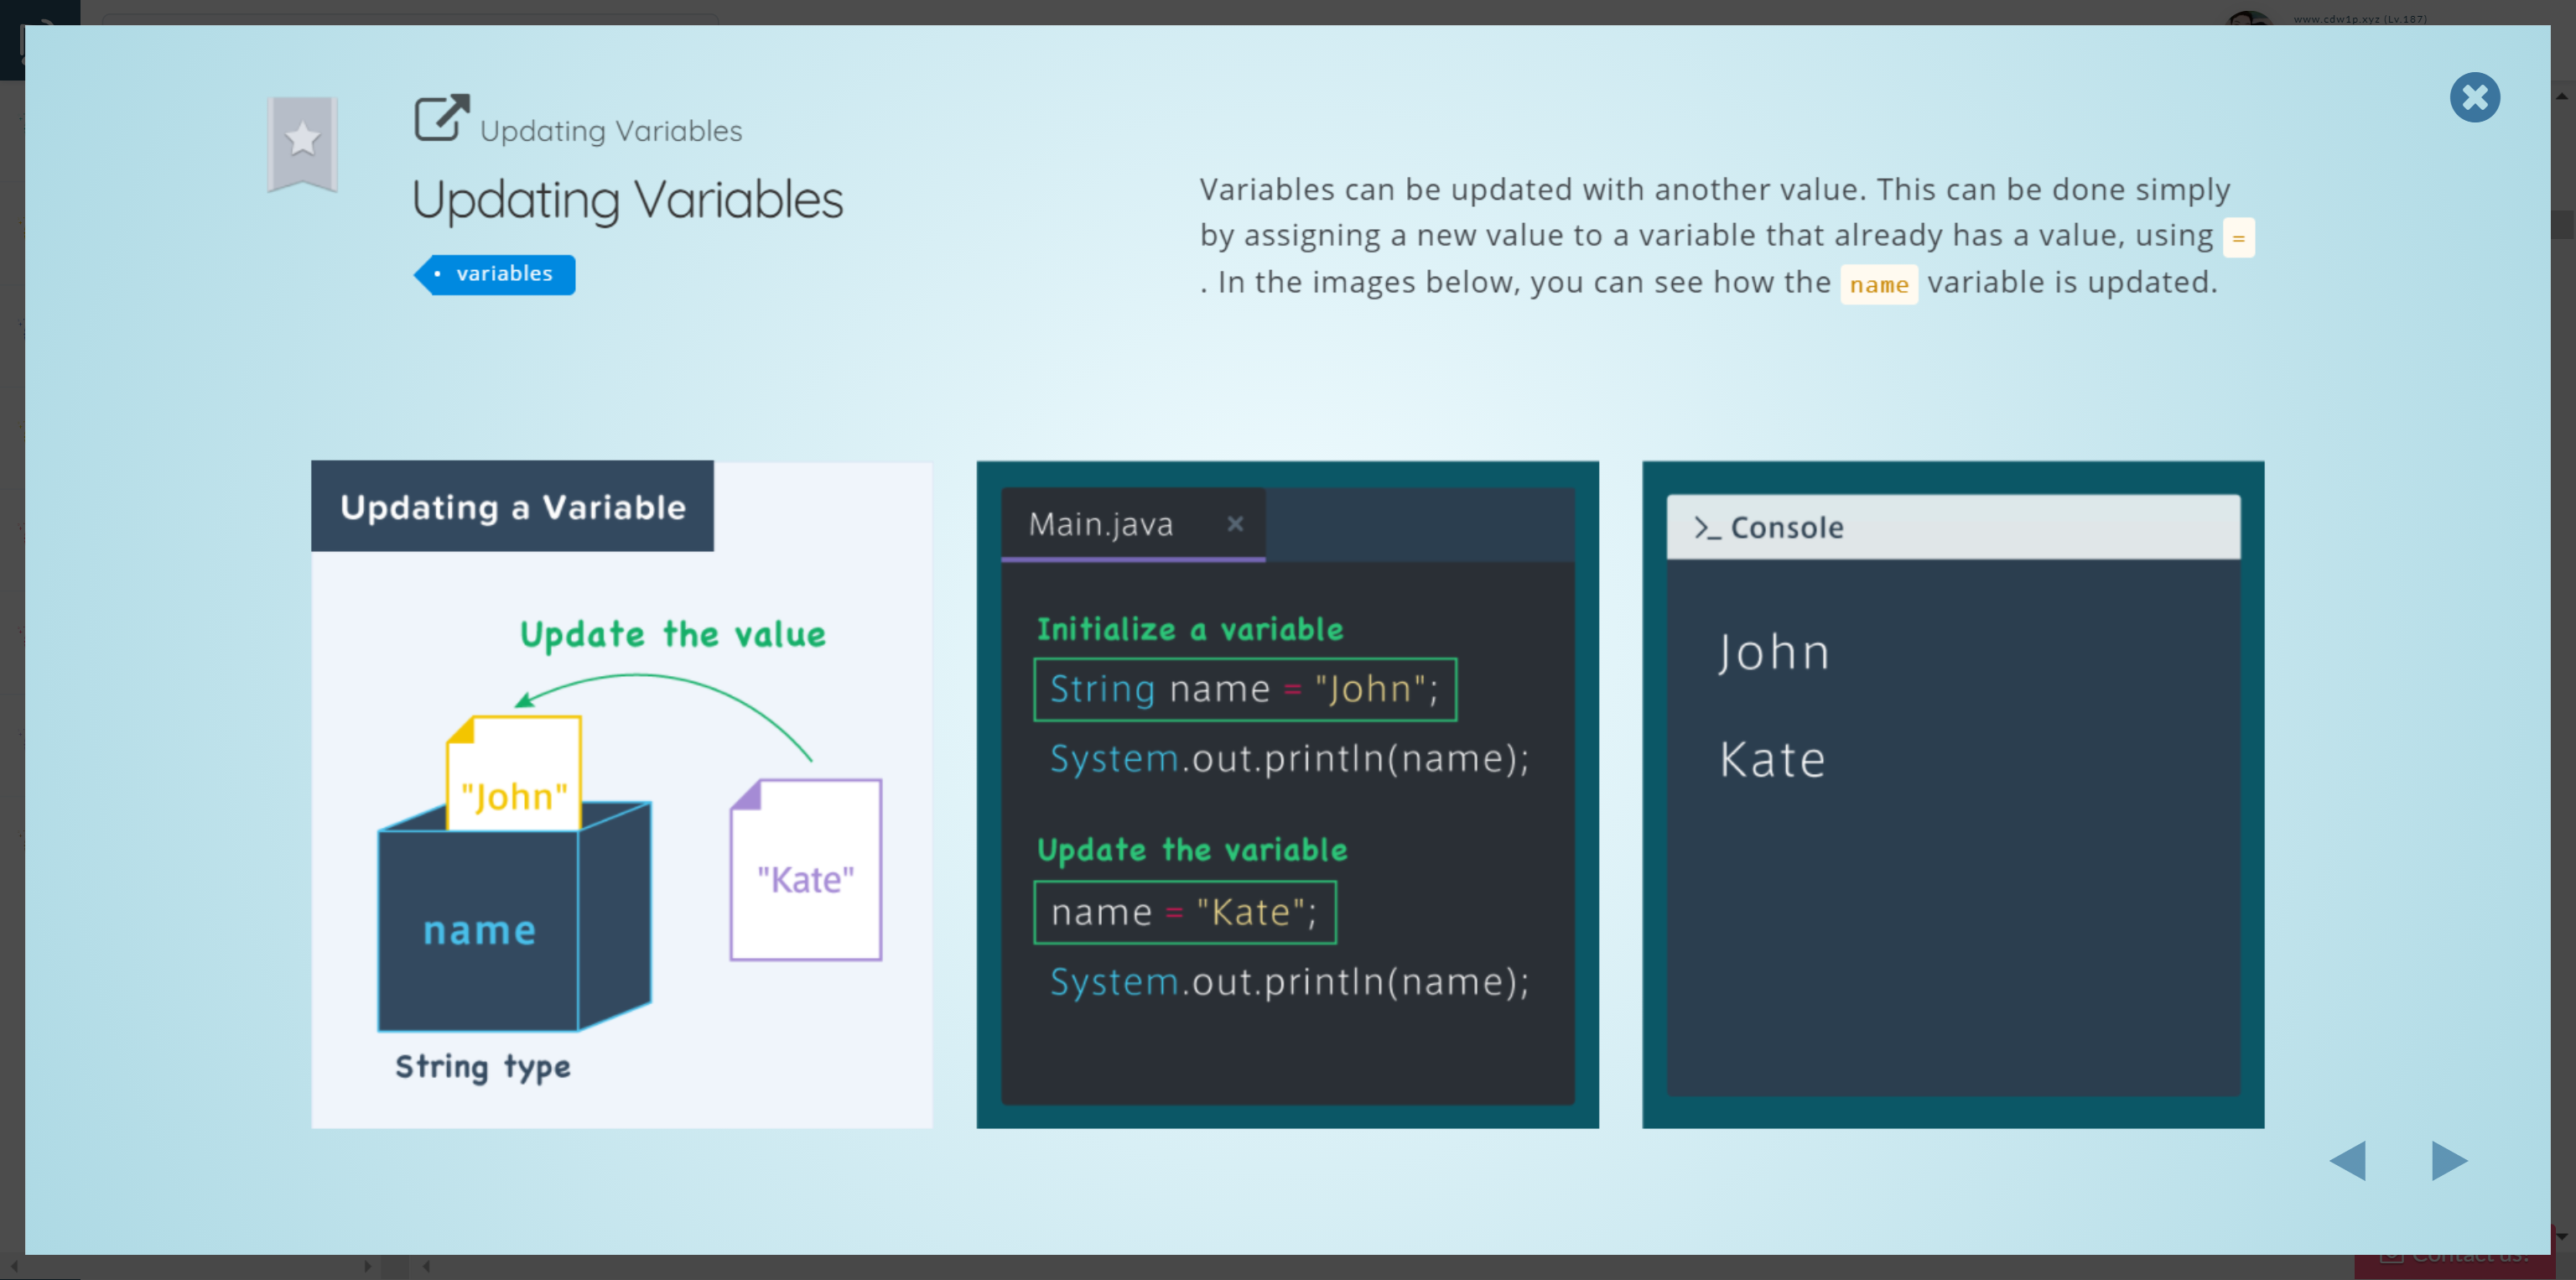 www.cdw1p.xyz (Lv.187)
Updating Variables
Updating Variables
• variables
Variables can be updated with another value. This can be done simply
by assigning a new value to a variable that already has a value, using =
. In the images below, you can see how the name variable is updated.
Updating a Variable
Update the value
"John"
"Kate"
name
String type
Main.java ×
Initialize a variable
String name = "John";
System.out.println(name);
Update the variable
name = "Kate";
System.out.println(name);
>_ Console
John
Kate
Contact us!